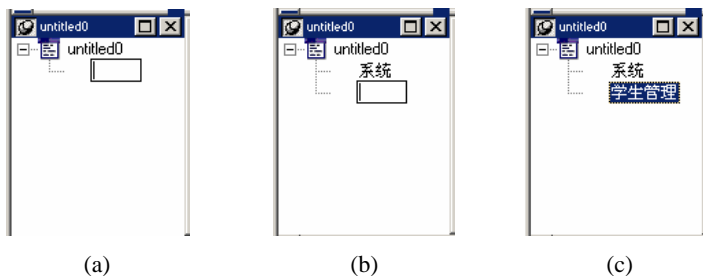 untitled0
untitled0
(a)
untitled0
untitled0
系统
(b)
untitled0
untitled0
系统
学生管理
(c)